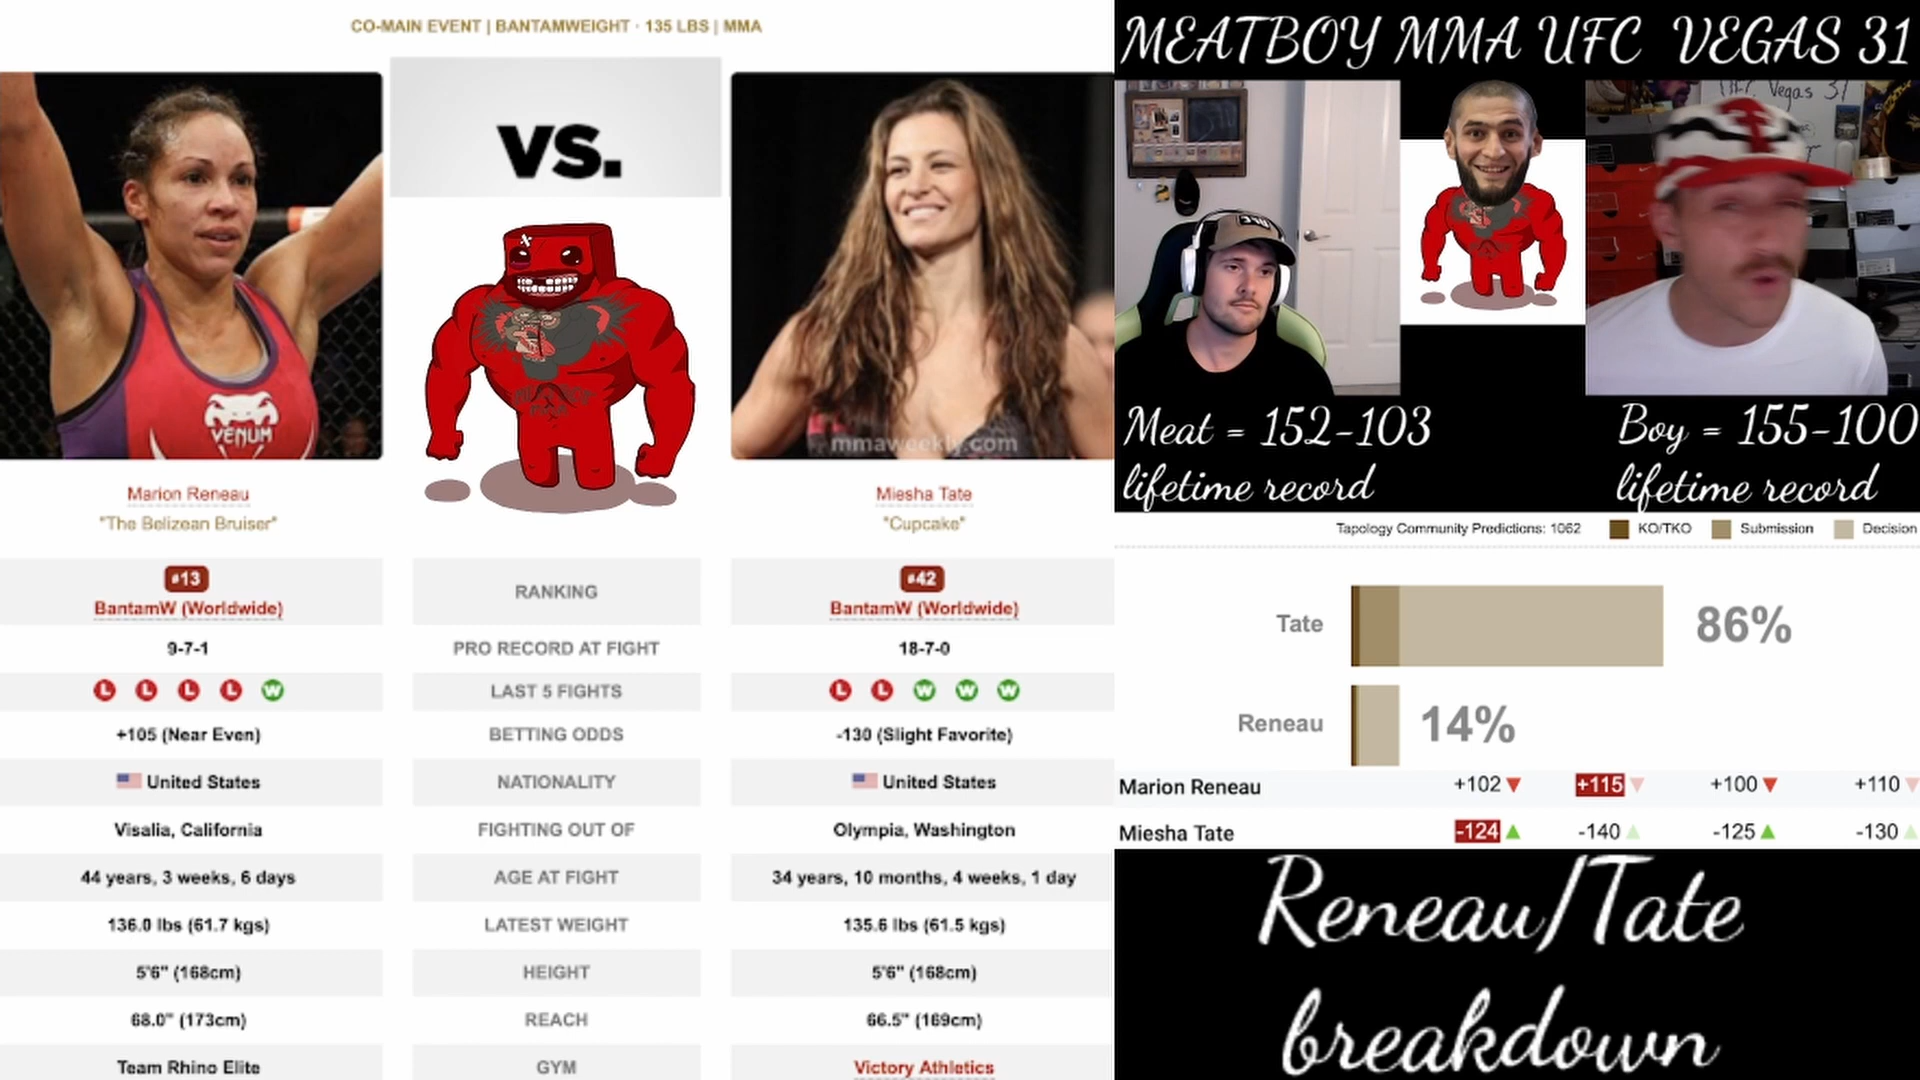 CO-MAIN EVENT | BANTAMWEIGHT · 135 LBS | MMA
VS.
VENUM
mmaweekly.com
Marion Reneau
"The Belizean Bruiser"
Miesha Tate
"Cupcake"
#13
BantamW (Worldwide)
RANKING
#42
BantamW (Worldwide)
9-7-1
PRO RECORD AT FIGHT
18-7-0
L L L L W
LAST 5 FIGHTS
L L W W W
+105 (Near Even)
BETTING ODDS
-130 (Slight Favorite)
United States
NATIONALITY
United States
Visalia, California
FIGHTING OUT OF
Olympia, Washington
44 years, 3 weeks, 6 days
AGE AT FIGHT
34 years, 10 months, 4 weeks, 1 day
136.0 lbs (61.7 kgs)
LATEST WEIGHT
135.6 lbs (61.5 kgs)
5'6" (168cm)
HEIGHT
5'6" (168cm)
68.0" (173cm)
REACH
66.5" (169cm)
Team Rhino Elite
GYM
Victory Athletics
MEATBOY MMA UFC VEGAS 31
Vegas 31
Meat = 152-103
lifetime record
Boy = 155-100
lifetime record
Tapology Community Predictions: 1062
KO/TKO
Submission
Decision
Tate
86%
Reneau
14%
Marion Reneau +102 +115 +100 +110
Miesha Tate -124 -140 -125 -130
Reneau/Tate
breakdown